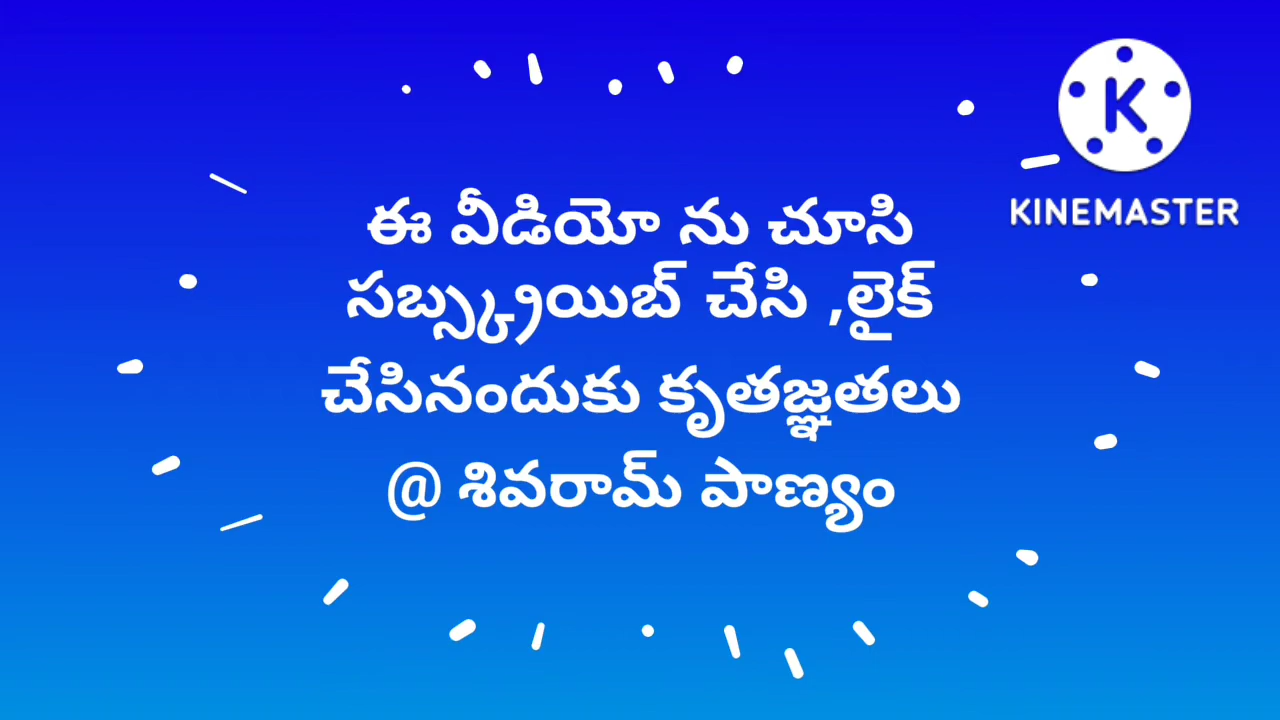 KINEMASTER
ఈ వీడియో ను చూసి
సబ్స్క్రయిబ్ చేసి ,లైక్
చేసినందుకు కృతజ్ఞతలు
@ శివరామ్ పాణ్యం